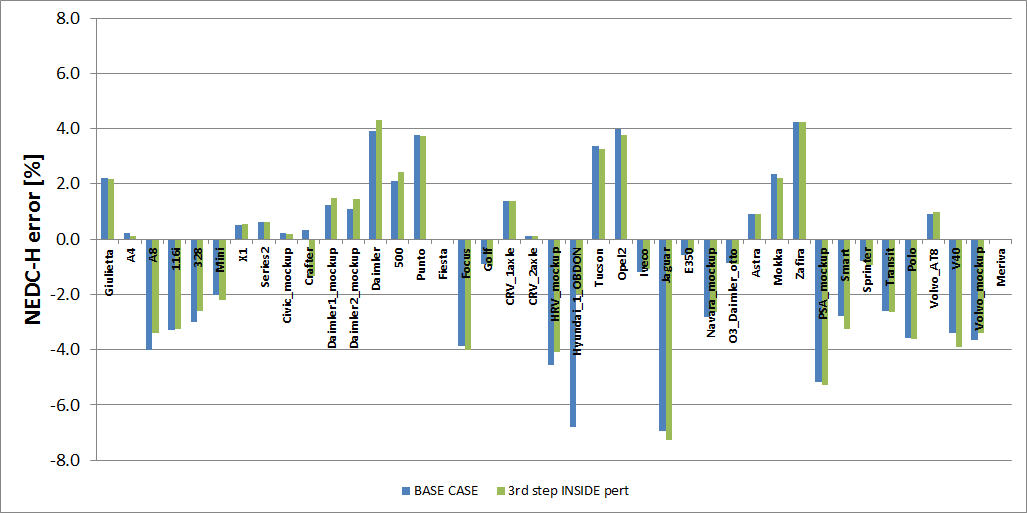 8.0
6.0
4.0
2.0
0.0
-2.0
-4.0
-6.0
-8.0
NEDC-H error [%]
Giulietta
A4
A8
116i
328
Mini
X1
Series2
Civic_mockup
Crafter
Daimler1_mockup
Daimler2_mockup
Daimler
500
Punto
Fiesta
Focus
Golf
CRV_1axle
CRV_2axle
HRV_mockup
Hyundai_1_OBDON
Tucson
Opel2
Iveco
Jaguar
E350
Navara_mockup
O3_Daimler_otto
Astra
Mokka
Zafira
PSA_mockup
Smart
Sprinter
Transit
Polo
Volvo_AT8
V40
Volvo_mockup
Meriva
BASE CASE
3rd step INSIDE pert